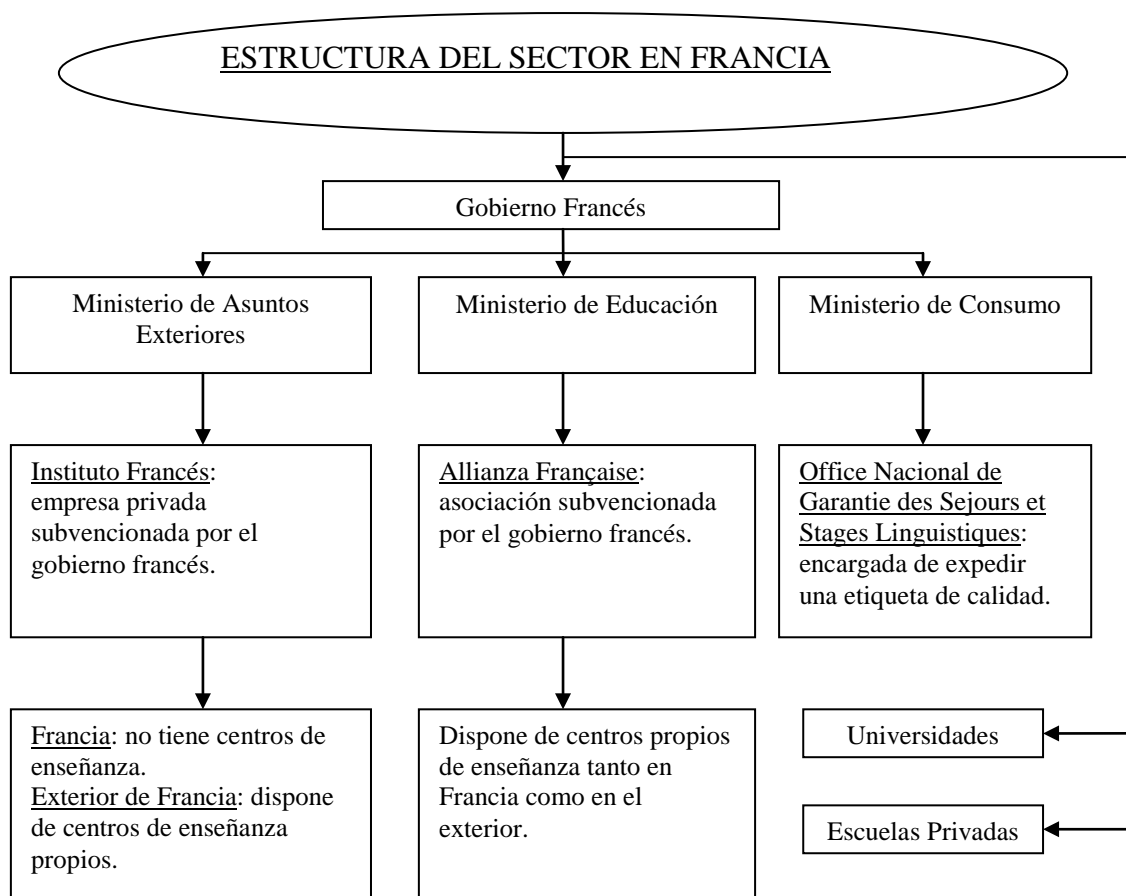 ESTRUCTURA DEL SECTOR EN FRANCIA
Gobierno Francés
Ministerio de Asuntos
Exteriores
Ministerio de Educación
Ministerio de Consumo
Instituto Francés:
empresa privada
subvencionada por el
gobierno francés.
Allianza Française:
asociación subvencionada
por el gobierno francés.
Office Nacional de
Garantie des Sejours et
Stages Linguistiques:
encargada de expedir
una etiqueta de calidad.
Francia: no tiene centros de
enseñanza.
Exterior de Francia: dispone
de centros de enseñanza
propios.
Dispone de centros propios
de enseñanza tanto en
Francia como en el
exterior.
Universidades
Escuelas Privadas